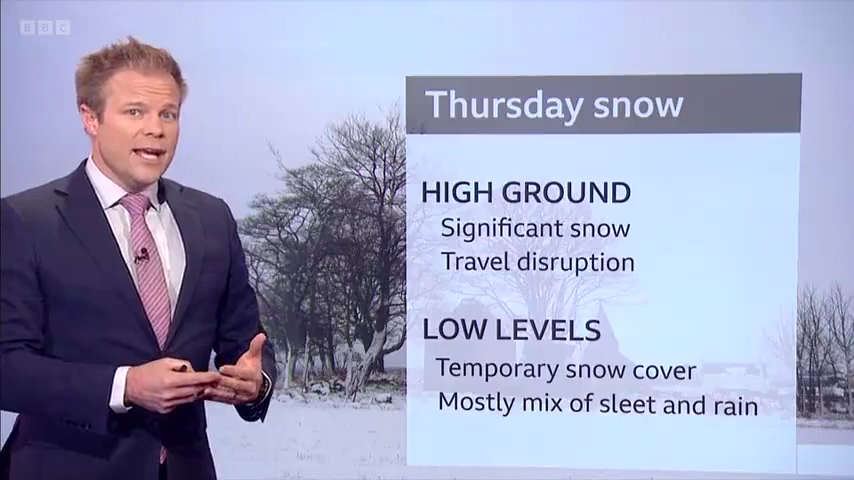 BBC
Thursday snow
HIGH GROUND
Significant snow
Travel disruption
LOW LEVELS
Temporary snow cover
Mostly mix of sleet and rain